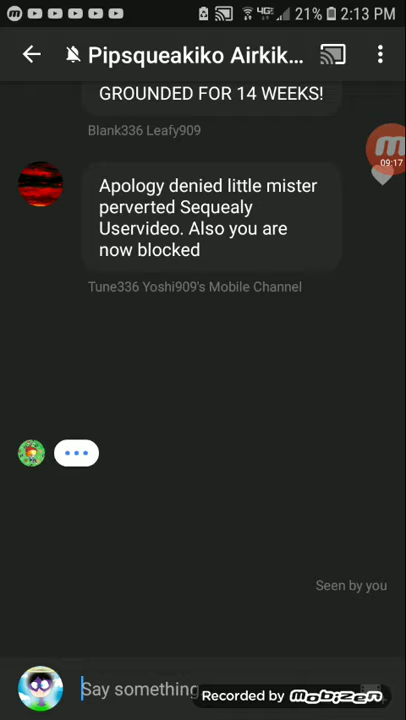 4G 21% 2:13 PM
Pipsqueakiko Airkik...
GROUNDED FOR 14 WEEKS!
Blank336 Leafy909
09:17
Apology denied little mister
perverted Sequealy
Uservideo. Also you are
now blocked
Tune336 Yoshi909's Mobile Channel
Seen by you
Say something
Recorded by Mobizen